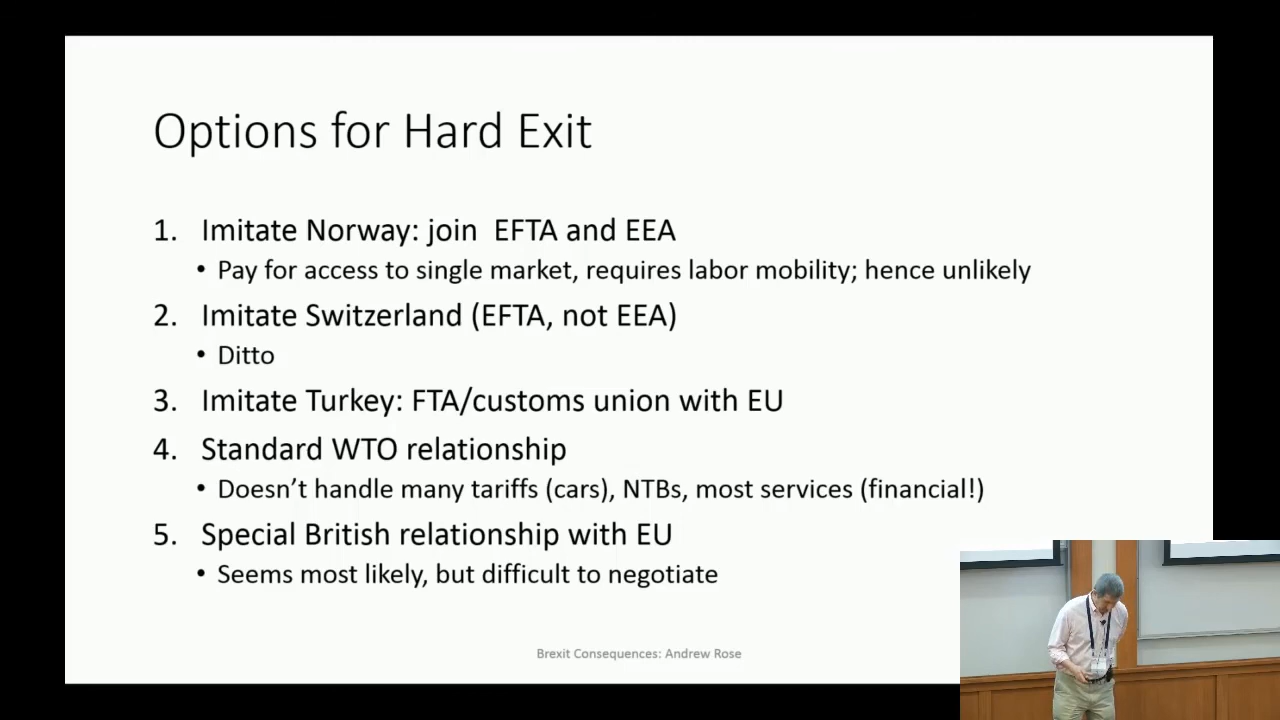 Options for Hard Exit
1. Imitate Norway: join EFTA and EEA
• Pay for access to single market, requires labor mobility; hence unlikely
2. Imitate Switzerland (EFTA, not EEA)
• Ditto
3. Imitate Turkey: FTA/customs union with EU
4. Standard WTO relationship
• Doesn't handle many tariffs (cars), NTBs, most services (financial!)
5. Special British relationship with EU
• Seems most likely, but difficult to negotiate
Brexit Consequences: Andrew Rose